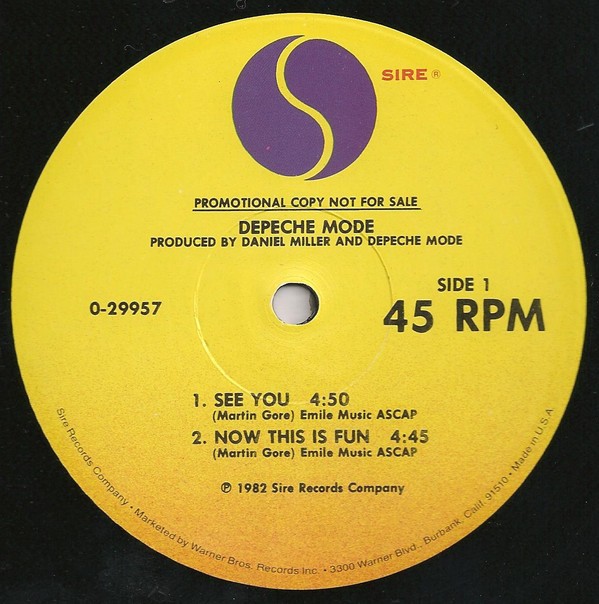 SIRE ®
PROMOTIONAL COPY NOT FOR SALE
DEPECHE MODE
PRODUCED BY DANIEL MILLER AND DEPECHE MODE
0-29957
SIDE 1
45 RPM
1. SEE YOU 4:50
(Martin Gore) Emile Music ASCAP
2. NOW THIS IS FUN 4:45
(Martin Gore) Emile Music ASCAP
℗ 1982 Sire Records Company
Sire Records Company • Marketed by Warner Bros. Records Inc. • 3300 Warner Blvd., Burbank, Calif. 91510 • Made in U.S.A.